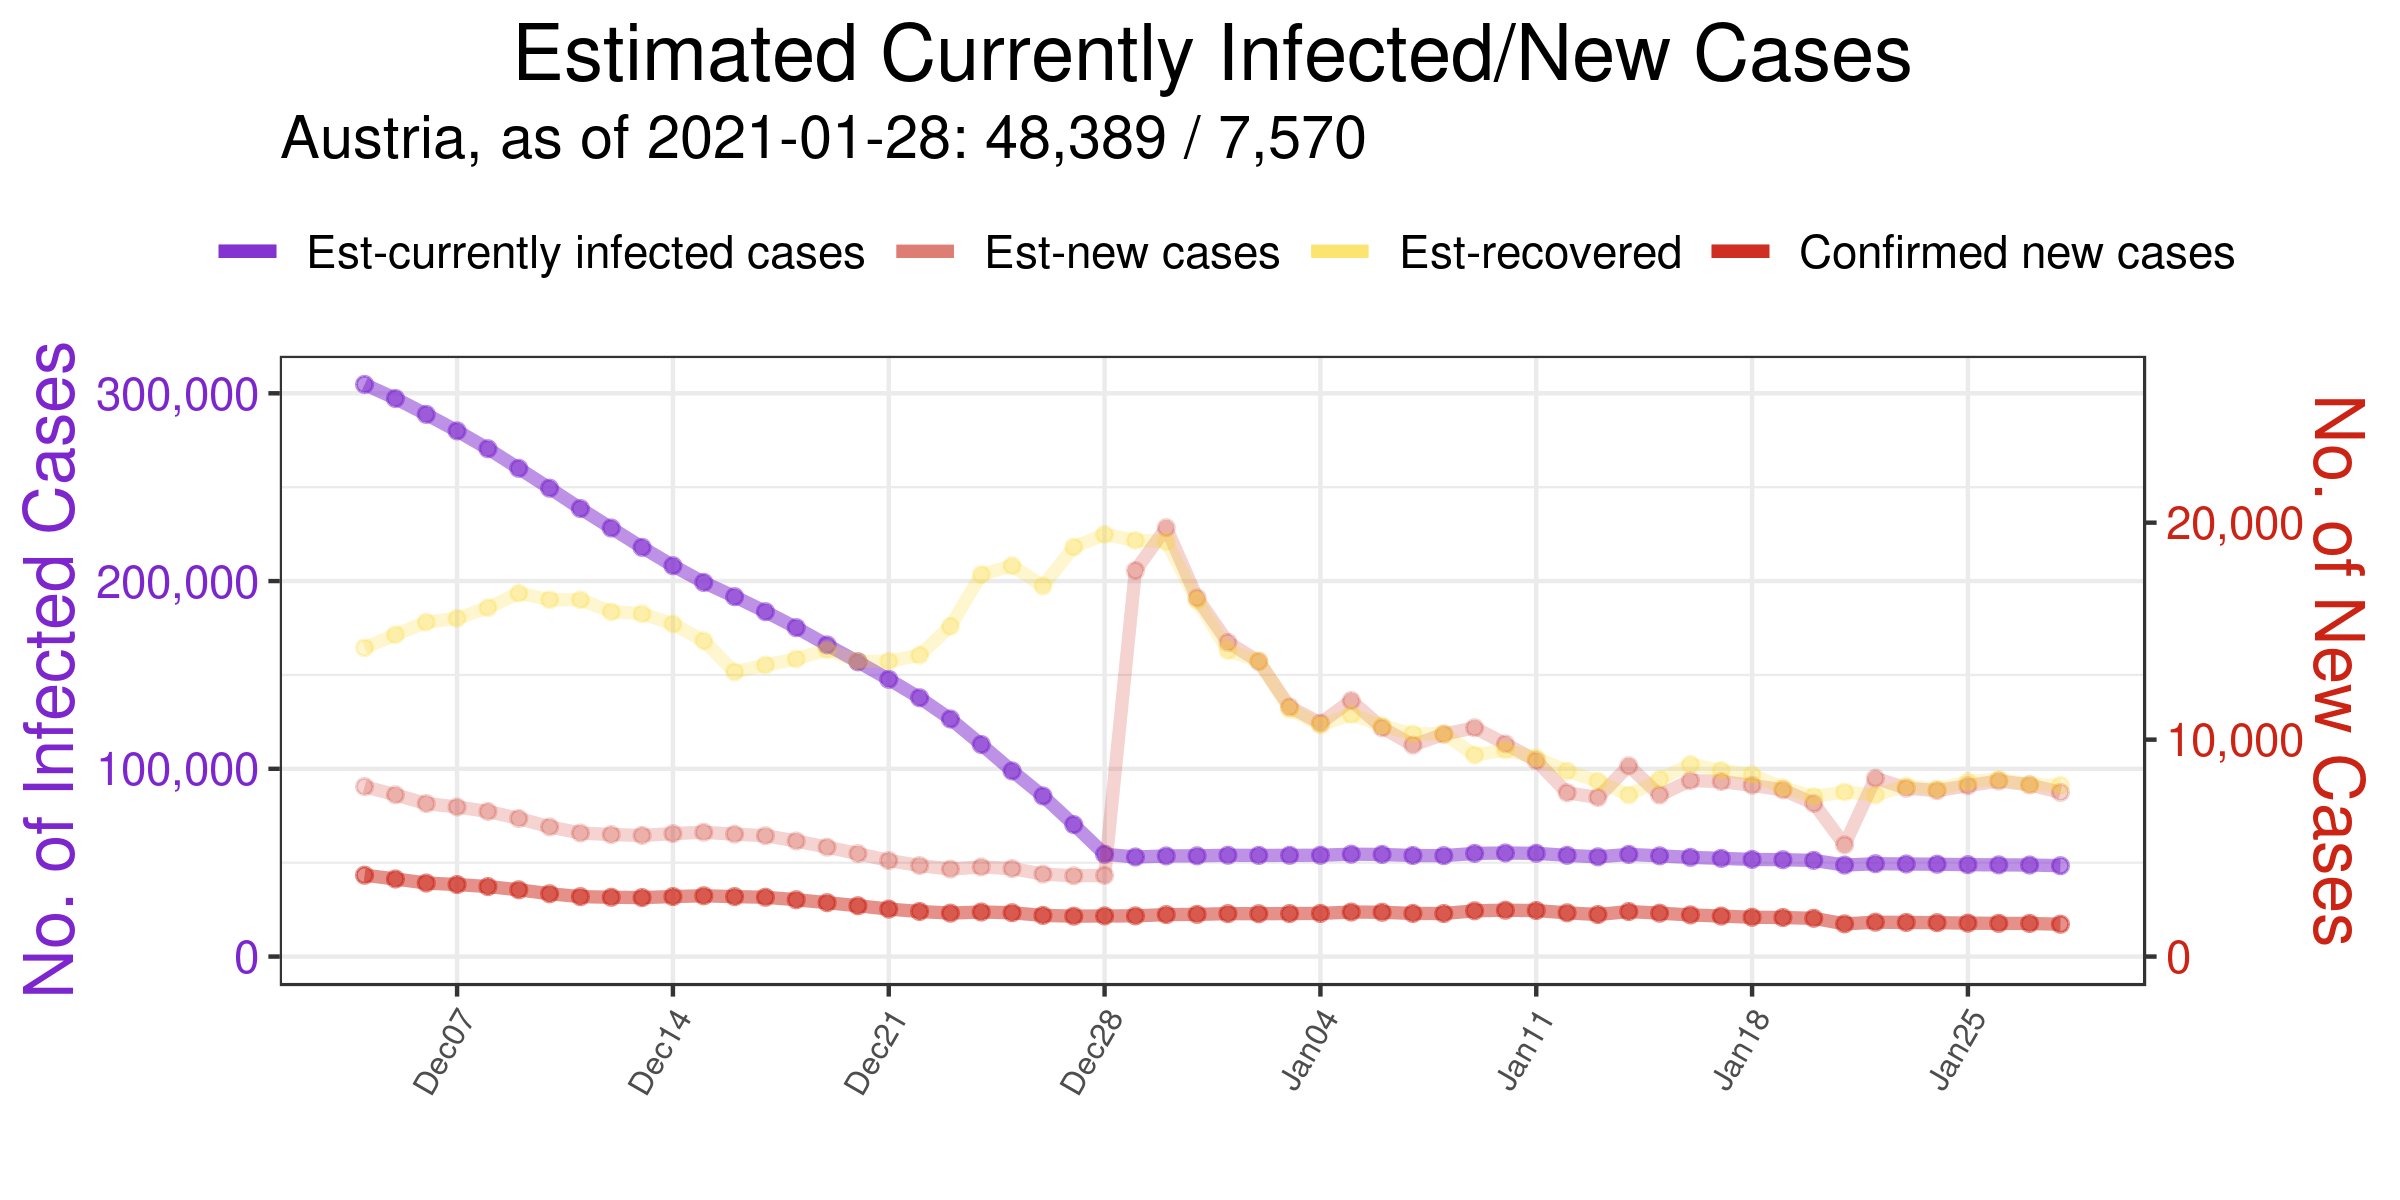 Estimated Currently Infected/New Cases
Austria, as of 2021-01-28: 48,389 / 7,570
Est-currently infected cases Est-new cases Est-recovered Confirmed new cases
No. of Infected Cases
300,000
200,000
100,000
0
20,000
10,000
0
No. of New Cases
Dec07 Dec14 Dec21 Dec28 Jan04 Jan11 Jan18 Jan25